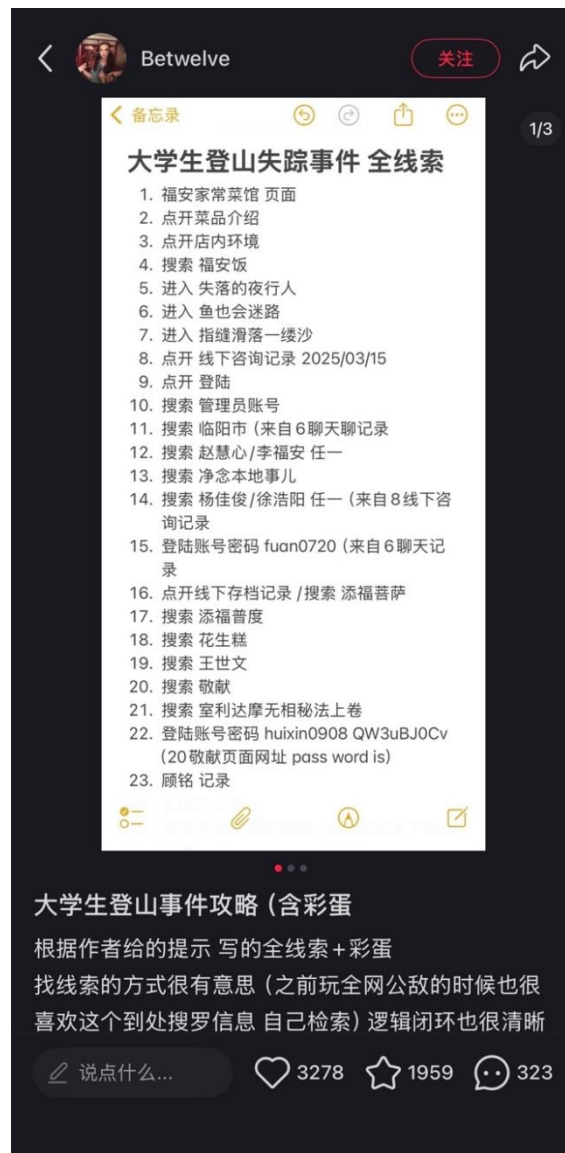 Betwelve
关注
备忘录
1/3
大学生登山失踪事件 全线索
1. 福安家常菜馆 页面
2. 点开菜品介绍
3. 点开店内环境
4. 搜索 福安饭
5. 进入 失落的夜行人
6. 进入 鱼也会迷路
7. 进入 指缝滑落一缕沙
8. 点开 线下咨询记录 2025/03/15
9. 点开 登陆
10. 搜索 管理员账号
11. 搜索 临阳市 (来自6聊天聊记录
12. 搜索 赵慧心/李福安 任一
13. 搜索 净念本地事儿
14. 搜索 杨佳俊/徐浩阳 任一 (来自8线下咨
询记录
15. 登陆账号密码 fuan0720 (来自6聊天记
录
16. 点开线下存档记录 /搜索 添福菩萨
17. 搜索 添福普度
18. 搜索 花生糕
19. 搜索 王世文
20. 搜索 敬献
21. 搜索 室利达摩无相秘法上卷
22. 登陆账号密码 huixin0908 QW3uBJ0Cv
(20敬献页面网址 pass word is)
23. 顾铭 记录
大学生登山事件攻略 (含彩蛋
根据作者给的提示 写的全线索+彩蛋
找线索的方式很有意思 (之前玩全网公敌的时候也很
喜欢这个到处搜罗信息 自己检索) 逻辑闭环也很清晰
说点什么... 3278 1959 323